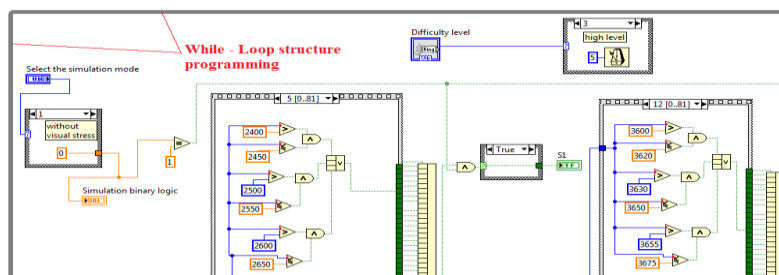 While - Loop structure
programming
Select the simulation mode
U16
1
without
visual stress
0
1
Simulation binary logic
Difficulty level
3
high level
5
5 [0..81]
2400
2450
2500
2550
2600
2650
True
S1
TF
12 [0..81]
3600
3620
3630
3650
3655
3675